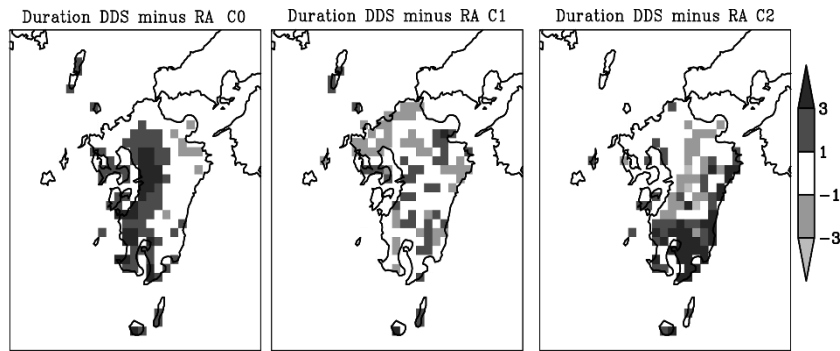 Duration DDS minus RA C0
Duration DDS minus RA C1
Duration DDS minus RA C2
3
1
-1
-3